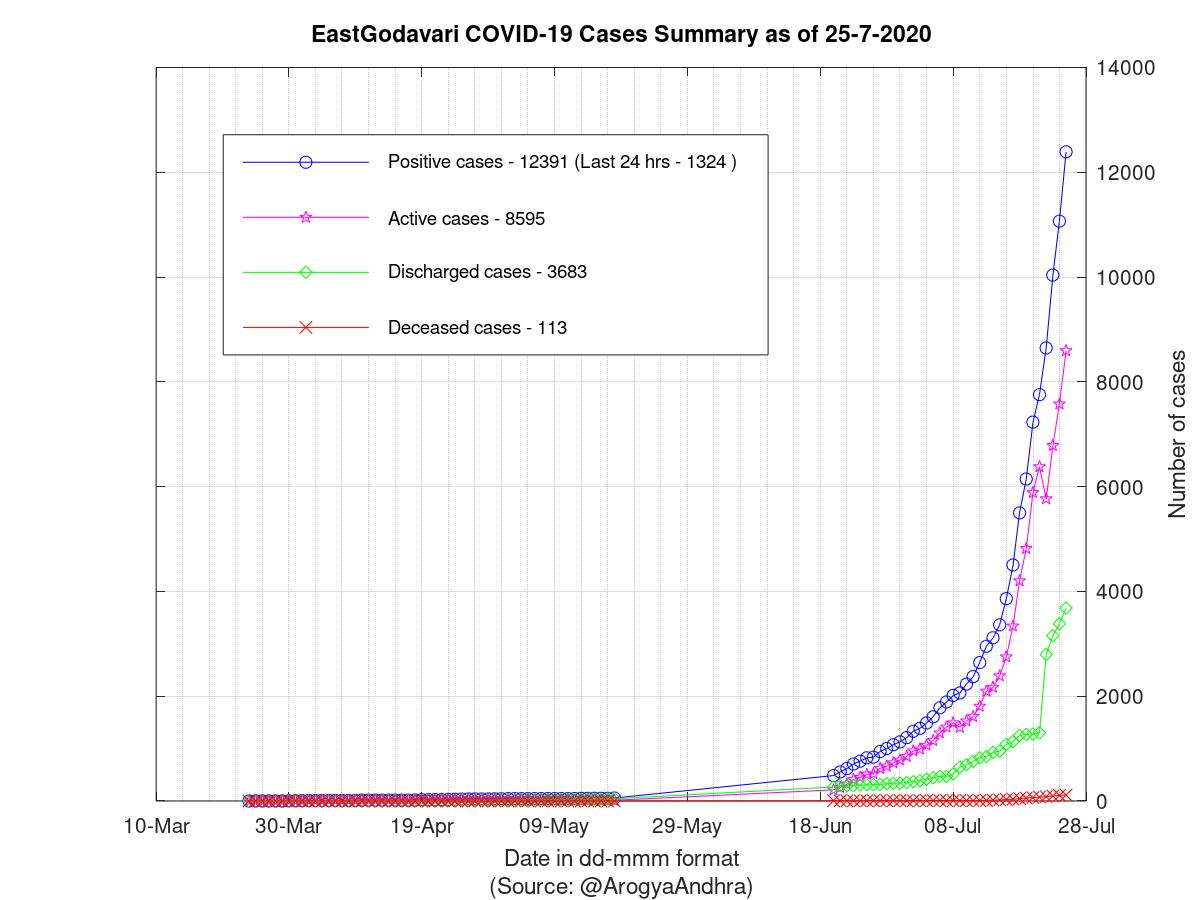 EastGodavari COVID-19 Cases Summary as of 25-7-2020
Positive cases - 12391 (Last 24 hrs - 1324 )
Active cases - 8595
Discharged cases - 3683
Deceased cases - 113
14000
12000
10000
8000
6000
4000
2000
0
Number of cases
10-Mar 30-Mar 19-Apr 09-May 29-May 18-Jun 08-Jul 28-Jul
Date in dd-mmm format
(Source: @ArogyaAndhra)